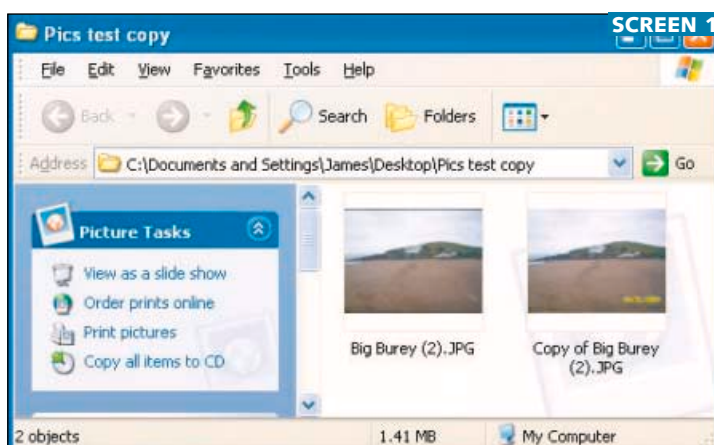 SCREEN 1
Pics test copy
File Edit View Favorites Tools Help
Back Search Folders
Address C:\Documents and Settings\James\Desktop\Pics test copy Go
Picture Tasks
View as a slide show
Order prints online
Print pictures
Copy all items to CD
Big Burey (2).JPG
Copy of Big Burey
(2).JPG
2 objects 1.41 MB My Computer